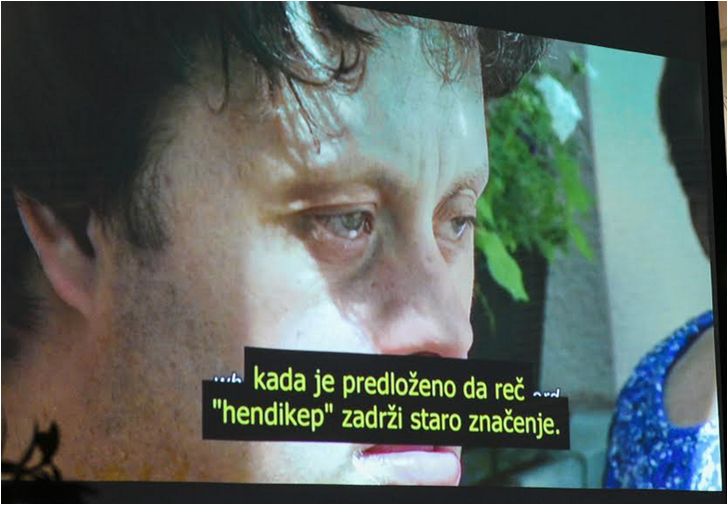 kada je predloženo da reč
"hendikep" zadrži staro značenje.